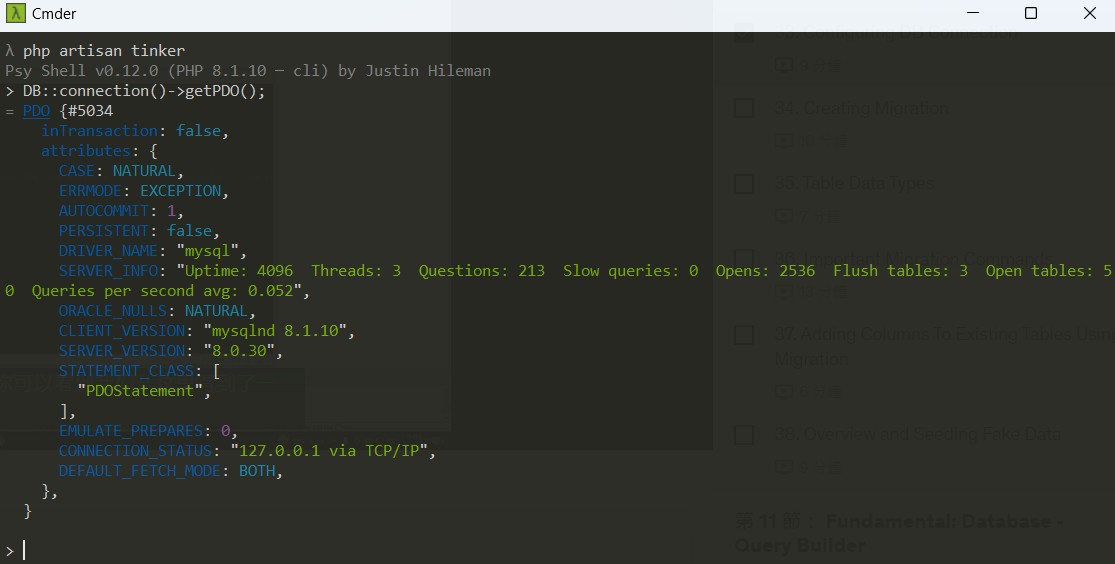 Cmder
λ php artisan tinker
Psy Shell v0.12.0 (PHP 8.1.10 — cli) by Justin Hileman
> DB::connection()->getPDO();
= PDO {#5034
inTransaction: false,
attributes: {
CASE: NATURAL,
ERRMODE: EXCEPTION,
AUTOCOMMIT: 1,
PERSISTENT: false,
DRIVER_NAME: "mysql",
SERVER_INFO: "Uptime: 4096  Threads: 3  Questions: 213  Slow queries: 0  Opens: 2536  Flush tables: 3  Open tables: 5
0  Queries per second avg: 0.052",
ORACLE_NULLS: NATURAL,
CLIENT_VERSION: "mysqlnd 8.1.10",
SERVER_VERSION: "8.0.30",
STATEMENT_CLASS: [
"PDOStatement",
],
EMULATE_PREPARES: 0,
CONNECTION_STATUS: "127.0.0.1 via TCP/IP",
DEFAULT_FETCH_MODE: BOTH,
},
}
>
34. Creating Migration
35. Table Data Types
37. Adding Columns To Existing Tables Using
Migration
38. Overview and Seeding Fake Data
第 11 節： Fundamental: Database -
Query Builder